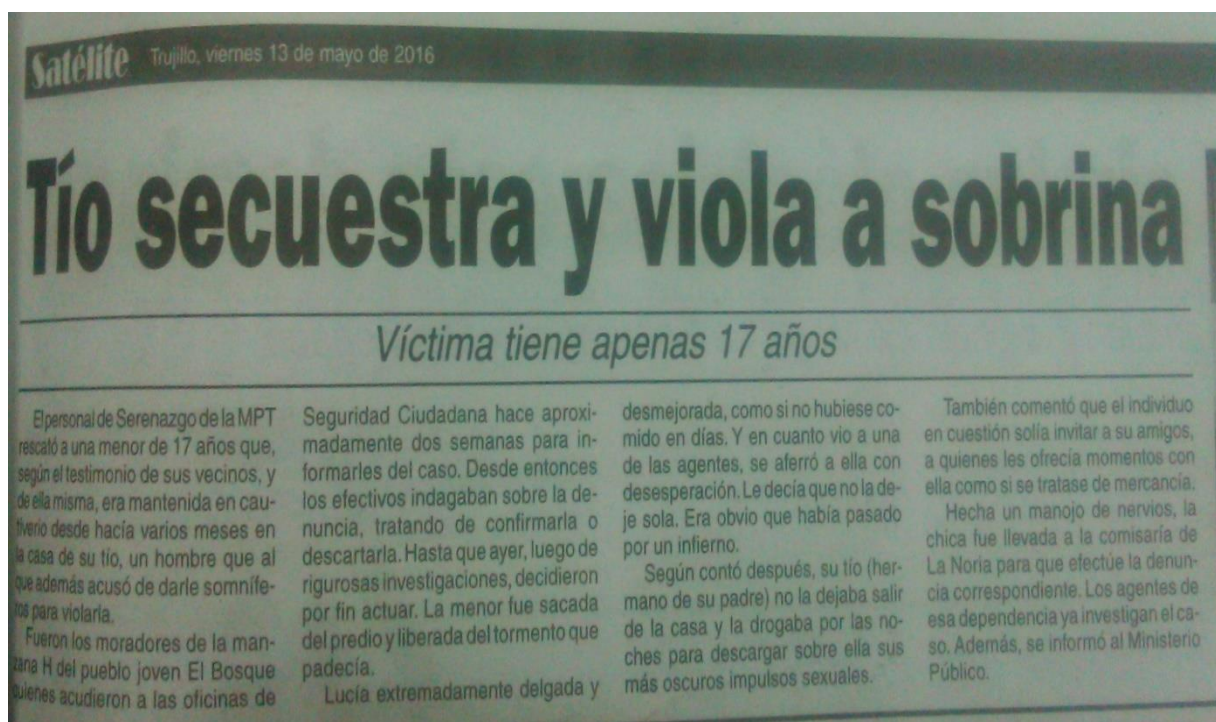 Satélite Trujillo, viernes 13 de mayo de 2016
Tío secuestra y viola a sobrina
Víctima tiene apenas 17 años
El personal de Serenazgo de la MPT
rescató a una menor de 17 años que,
según el testimonio de sus vecinos, y
de ella misma, era mantenida en cau-
tiverio desde hacía varios meses en
la casa de su tío, un hombre que al
que además acusó de darle somnífe-
ros para violarla.
Fueron los moradores de la man-
zana H del pueblo joven El Bosque
quienes acudieron a las oficinas de
Seguridad Ciudadana hace aproxi-
madamente dos semanas para in-
formarles del caso. Desde entonces
los efectivos indagaban sobre la de-
nuncia, tratando de confirmarla o
descartarla. Hasta que ayer, luego de
rigurosas investigaciones, decidieron
por fin actuar. La menor fue sacada
del predio y liberada del tormento que
padecía.
Lucía extremadamente delgada y
desmejorada, como si no hubiese co-
mido en días. Y en cuanto vio a una
de las agentes, se aferró a ella con
desesperación. Le decía que no la de-
je sola. Era obvio que había pasado
por un infierno.
Según contó después, su tío (her-
mano de su padre) no la dejaba salir
de la casa y la drogaba por las no-
ches para descargar sobre ella sus
más oscuros impulsos sexuales.
También comentó que el individuo
en cuestión solía invitar a su amigos,
a quienes les ofrecía momentos con
ella como si se tratase de mercancía.
Hecha un manojo de nervios, la
chica fue llevada a la comisaría de
La Noria para que efectúe la denun-
cia correspondiente. Los agentes de
esa dependencia ya investigan el ca-
so. Además, se informó al Ministerio
Público.